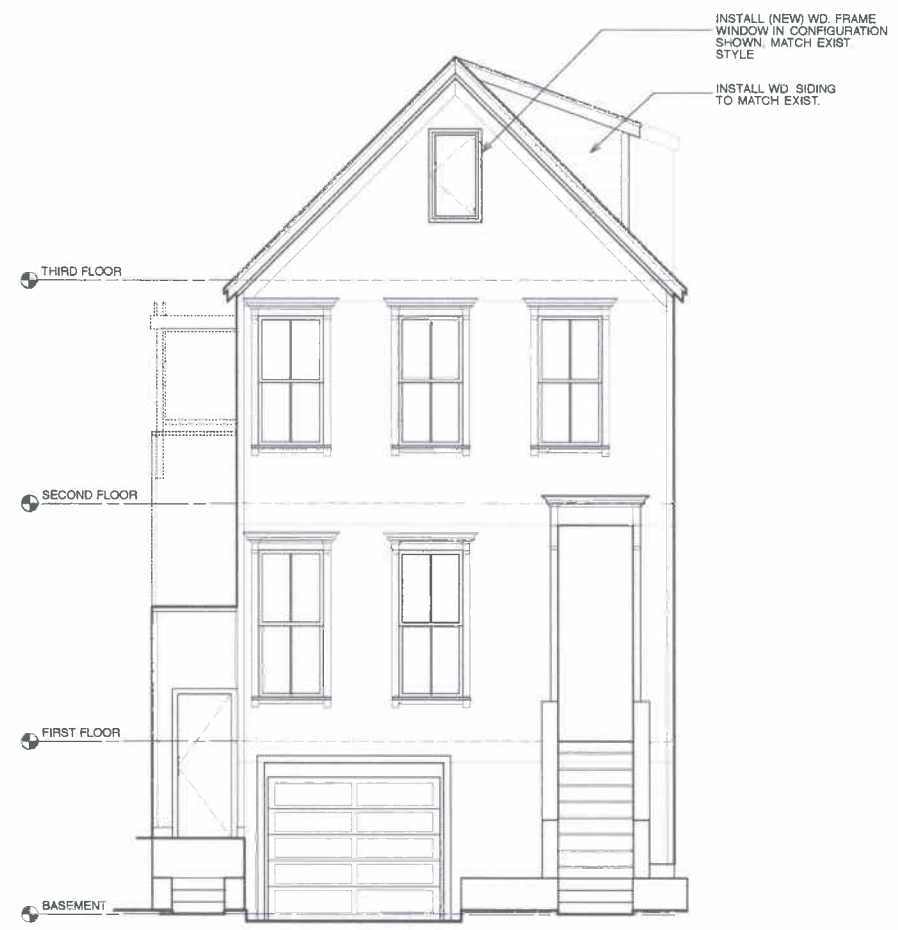 INSTALL (NEW) WD. FRAME
WINDOW IN CONFIGURATION
SHOWN, MATCH EXIST.
STYLE
INSTALL WD. SIDING
TO MATCH EXIST.
THIRD FLOOR
SECOND FLOOR
FIRST FLOOR
BASEMENT